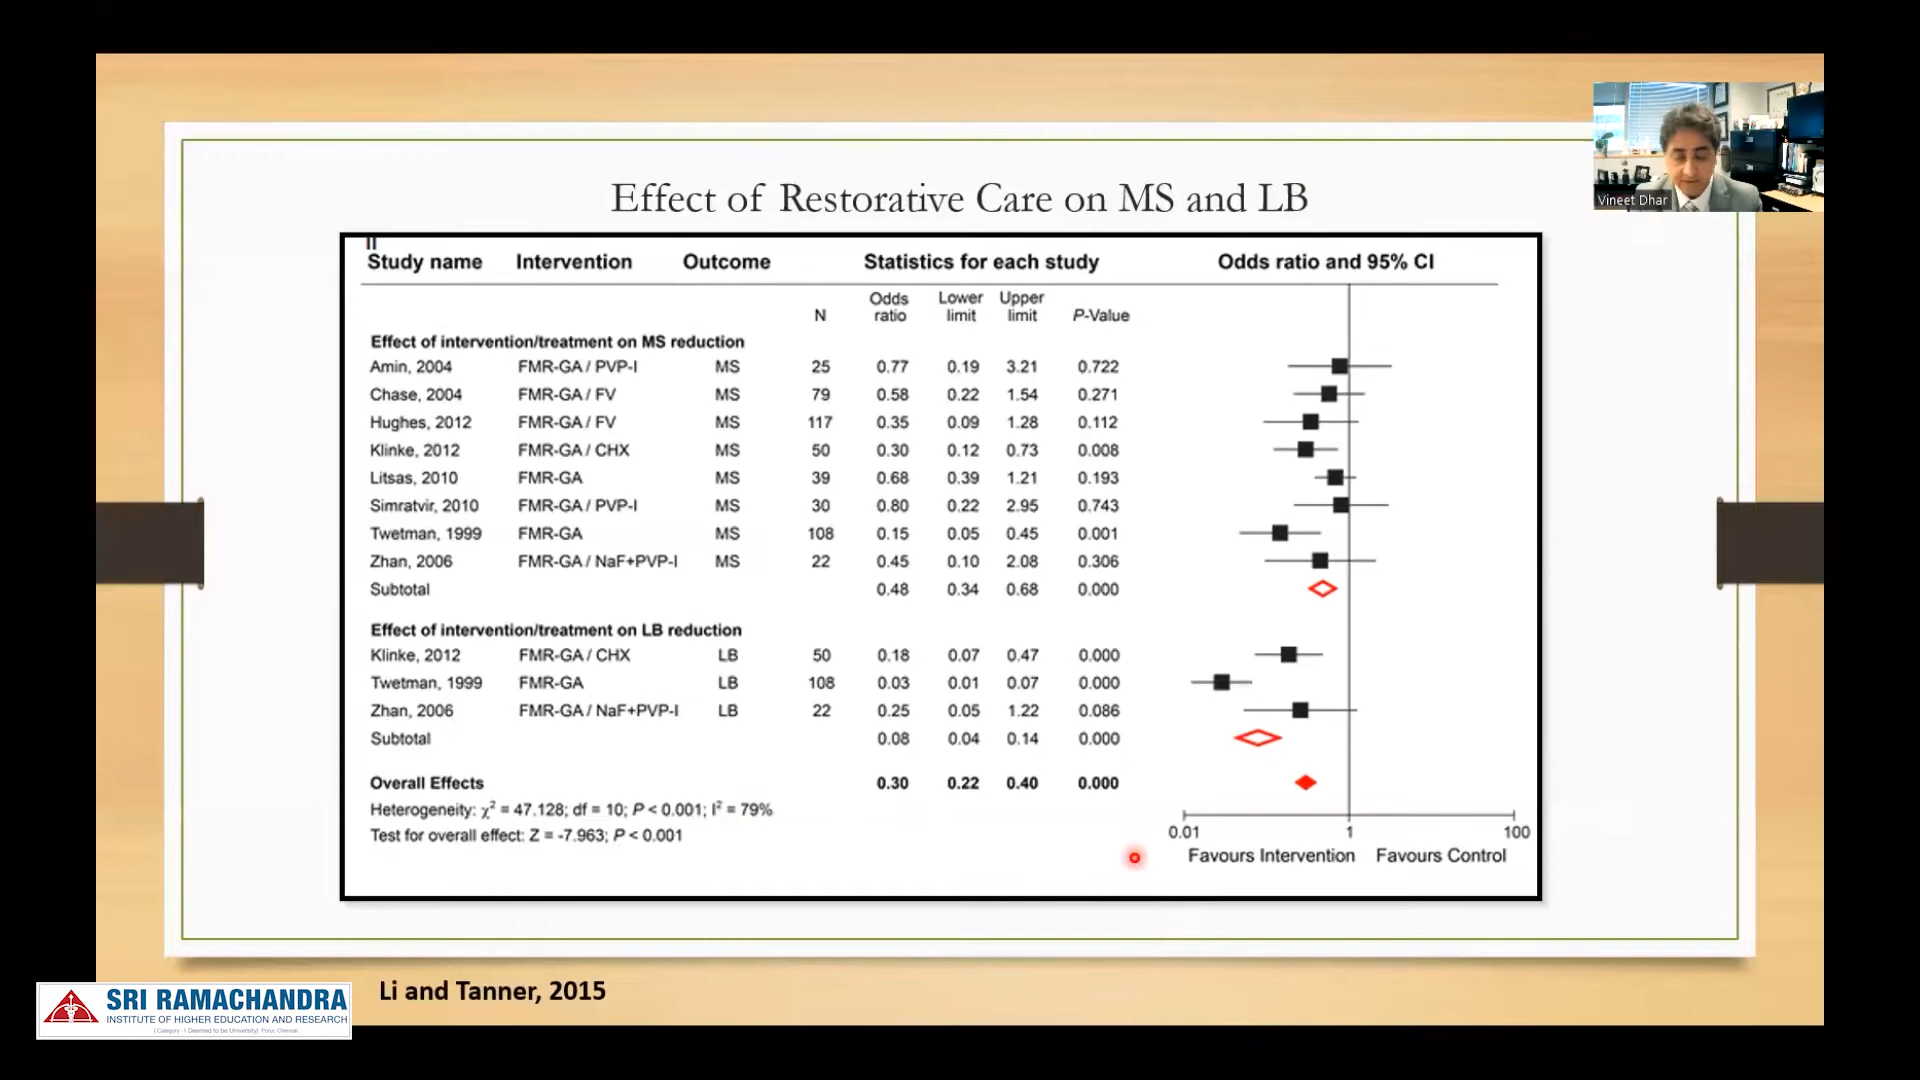 Vineet Dhar
Effect of Restorative Care on MS and LB
Study name Intervention Outcome Statistics for each study Odds ratio and 95% CI
N Odds ratio Lower limit Upper limit P-Value
Effect of intervention/treatment on MS reduction
Amin, 2004 FMR-GA / PVP-I MS 25 0.77 0.19 3.21 0.722
Chase, 2004 FMR-GA / FV MS 79 0.58 0.22 1.54 0.271
Hughes, 2012 FMR-GA / FV MS 117 0.35 0.09 1.28 0.112
Klinke, 2012 FMR-GA / CHX MS 50 0.30 0.12 0.73 0.008
Litsas, 2010 FMR-GA MS 39 0.68 0.39 1.21 0.193
Simratvir, 2010 FMR-GA / PVP-I MS 30 0.80 0.22 2.95 0.743
Twetman, 1999 FMR-GA MS 108 0.15 0.05 0.45 0.001
Zhan, 2006 FMR-GA / NaF+PVP-I MS 22 0.45 0.10 2.08 0.306
Subtotal 0.48 0.34 0.68 0.000
Effect of intervention/treatment on LB reduction
Klinke, 2012 FMR-GA / CHX LB 50 0.18 0.07 0.47 0.000
Twetman, 1999 FMR-GA LB 108 0.03 0.01 0.07 0.000
Zhan, 2006 FMR-GA / NaF+PVP-I LB 22 0.25 0.05 1.22 0.086
Subtotal 0.08 0.04 0.14 0.000
Overall Effects 0.30 0.22 0.40 0.000
Heterogeneity: χ² = 47.128; df = 10; P < 0.001; I² = 79%
Test for overall effect: Z = -7.963; P < 0.001
0.01 1 100
Favours Intervention Favours Control
Li and Tanner, 2015
SRI RAMACHANDRA
INSTITUTE OF HIGHER EDUCATION AND RESEARCH
(Category - I Deemed to be University) Porur, Chennai